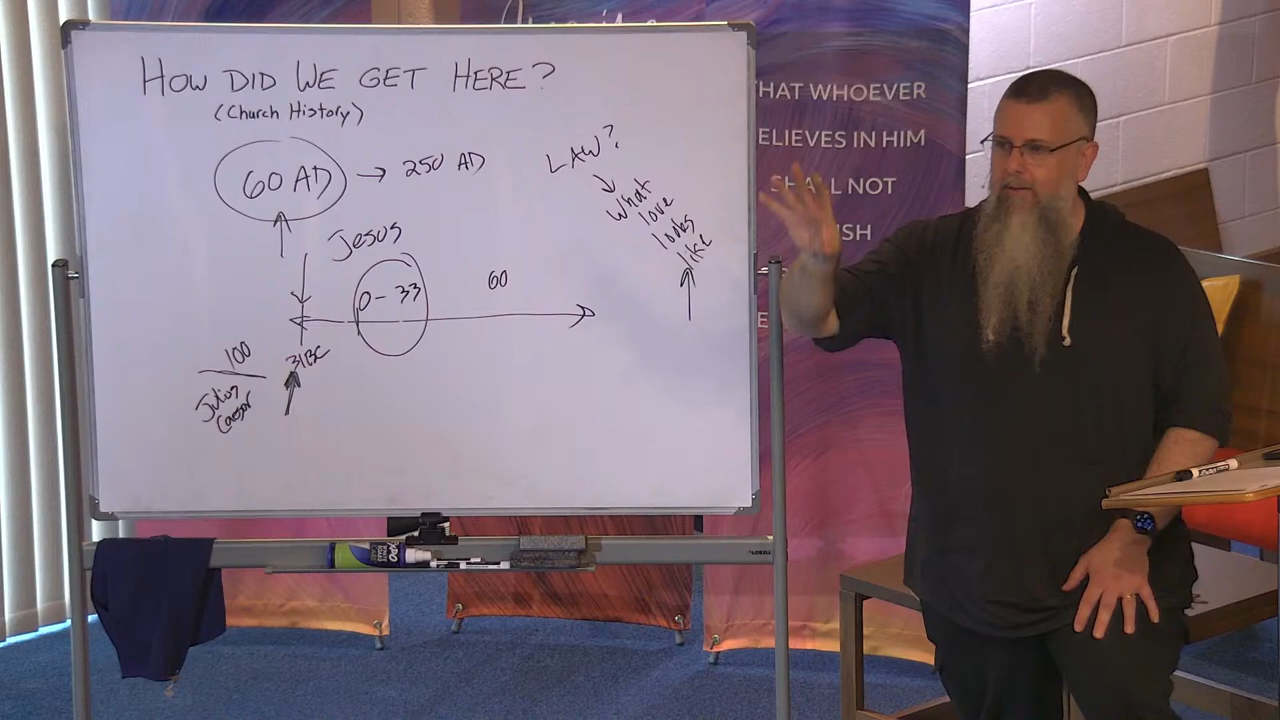 HOW DID WE GET HERE?
(Church History)
60 AD → 250 AD
LAW?
What
love
looks
like
Jesus
0-33
60
31BC
100
Julius
Caesar
THAT WHOEVER
ELIEVES IN HIM
SHALL NOT
ISH
EXPO